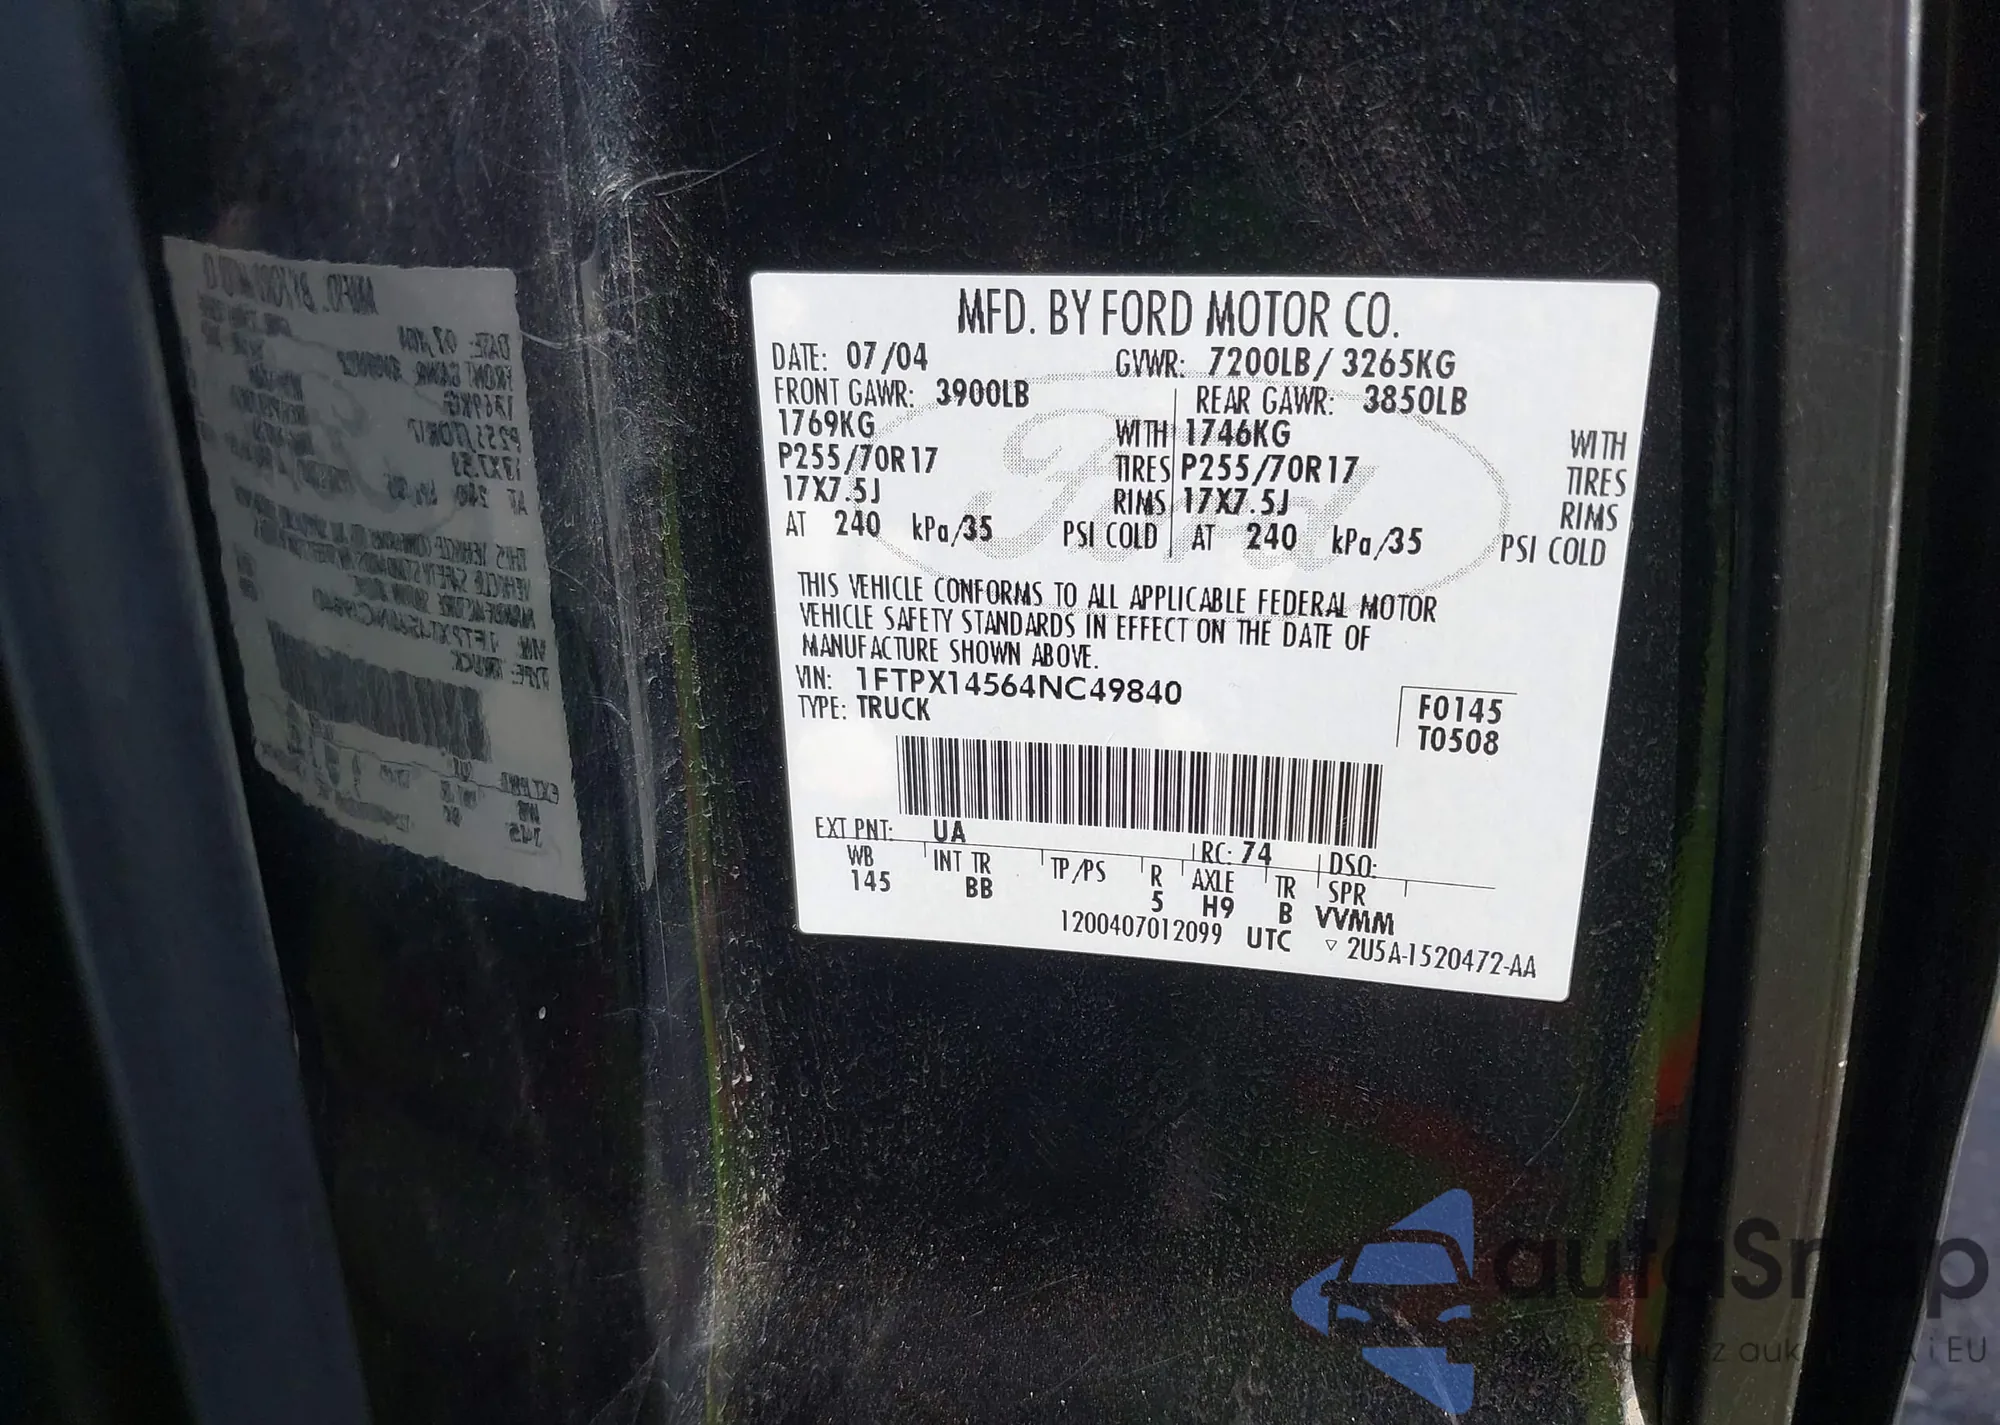 MFD. BY FORD MOTOR CO.
DATE: 07/04 GVWR: 7200LB/ 3265KG
FRONT GAWR: 3900LB REAR GAWR: 3850LB
1769KG WITH 1746KG WITH
P255/70R17 TIRES P255/70R17 TIRES
17X7.5J RIMS 17X7.5J RIMS
AT 240 kPa/35 PSI COLD AT 240 kPa/35 PSI COLD
Ford
THIS VEHICLE CONFORMS TO ALL APPLICABLE FEDERAL MOTOR
VEHICLE SAFETY STANDARDS IN EFFECT ON THE DATE OF
MANUFACTURE SHOWN ABOVE.
VIN: 1FTPX14564NC49840
TYPE: TRUCK
F0145
T0508
EXT PNT: UA RC: 74 DSO:
WB INT TR TP/PS R AXLE TR SPR
145 BB 5 H9 B VVMM
1200407012099 UTC ▽ 2U5A-1520472-AA
autoSnap
i EU